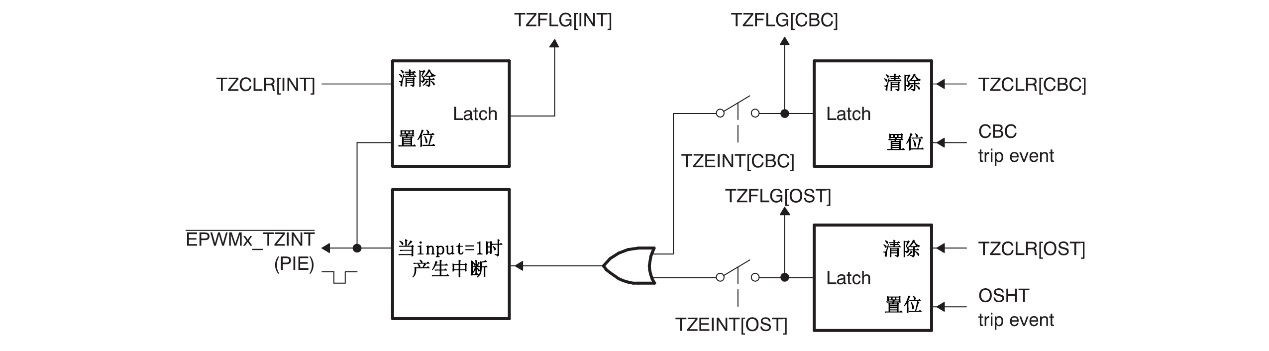 TZFLG[INT]
TZFLG[CBC]
TZCLR[INT]
清除
Latch
置位
清除
TZCLR[CBC]
Latch
置位
CBC
trip event
TZEINT[CBC]
TZFLG[OST]
EPWMx_TZINT
(PIE)
当input=1时
产生中断
清除
TZCLR[OST]
Latch
置位
OSHT
trip event
TZEINT[OST]